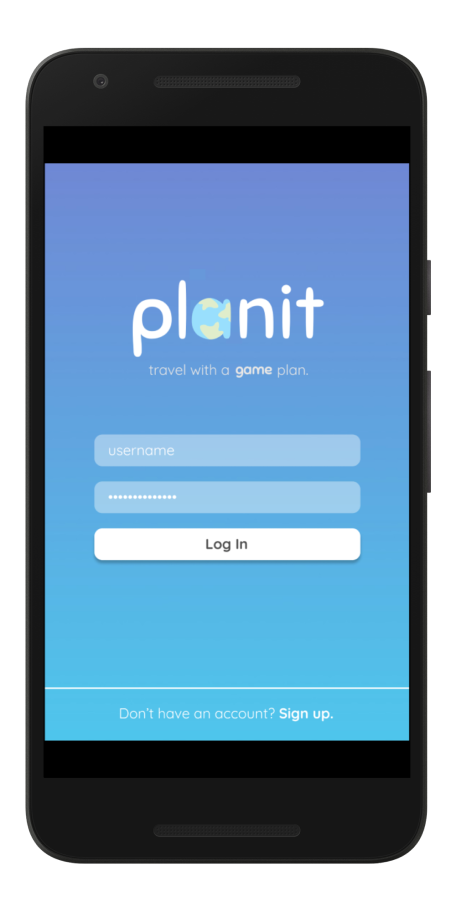 planit
travel with a game plan.
username
••••••••••••••
Log In
Don't have an account? Sign up.